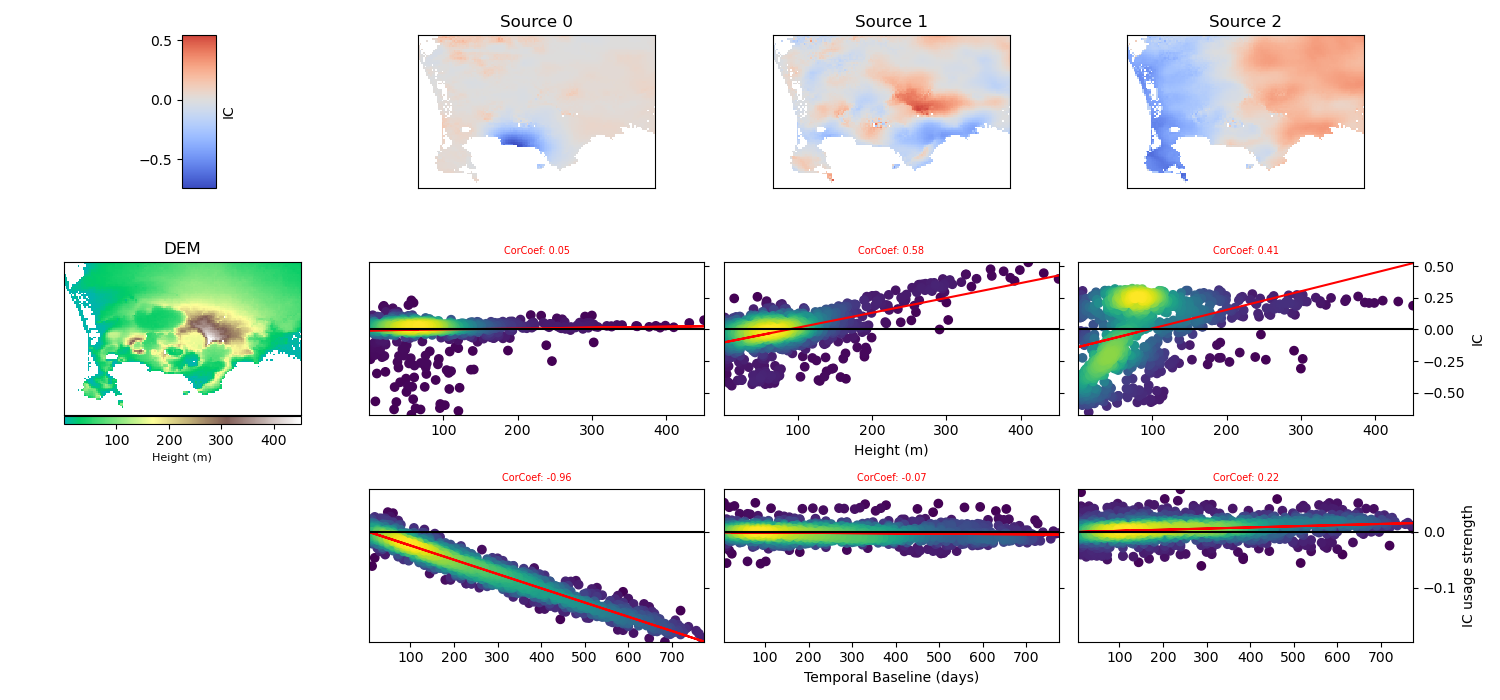 Source 0
Source 1
Source 2
0.5
0.0
−0.5
IC
DEM
100
200
300
400
Height (m)
CorCoef: 0.05
CorCoef: 0.58
CorCoef: 0.41
0.50
0.25
0.00
−0.25
−0.50
IC
100
200
300
400
100
200
300
400
100
200
300
400
Height (m)
CorCoef: -0.96
CorCoef: -0.07
CorCoef: 0.22
0.0
−0.1
IC usage strength
100
200
300
400
500
600
700
100
200
300
400
500
600
700
100
200
300
400
500
600
700
Temporal Baseline (days)